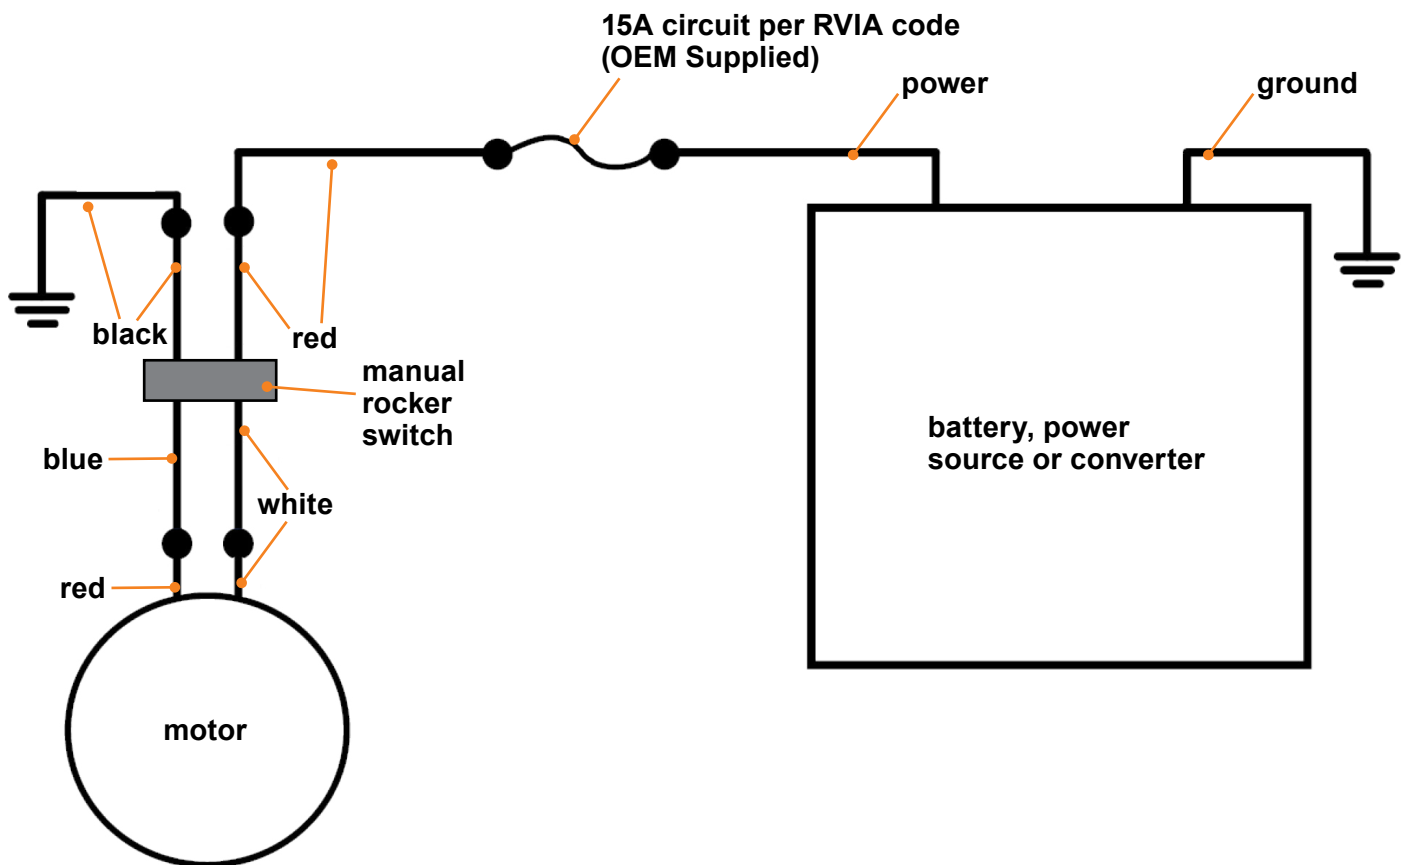 15A circuit per RVIA code
(OEM Supplied)
power
ground
black
red
manual
rocker
switch
battery, power
source or converter
blue
white
red
motor